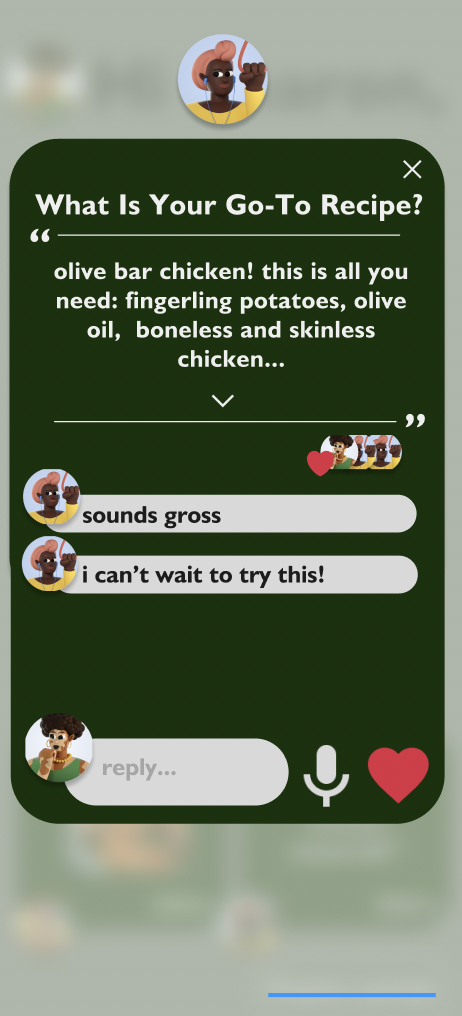 What Is Your Go-To Recipe?
“
olive bar chicken! this is all you
need: fingerling potatoes, olive
oil,  boneless and skinless
chicken...
”
sounds gross
i can’t wait to try this!
reply...